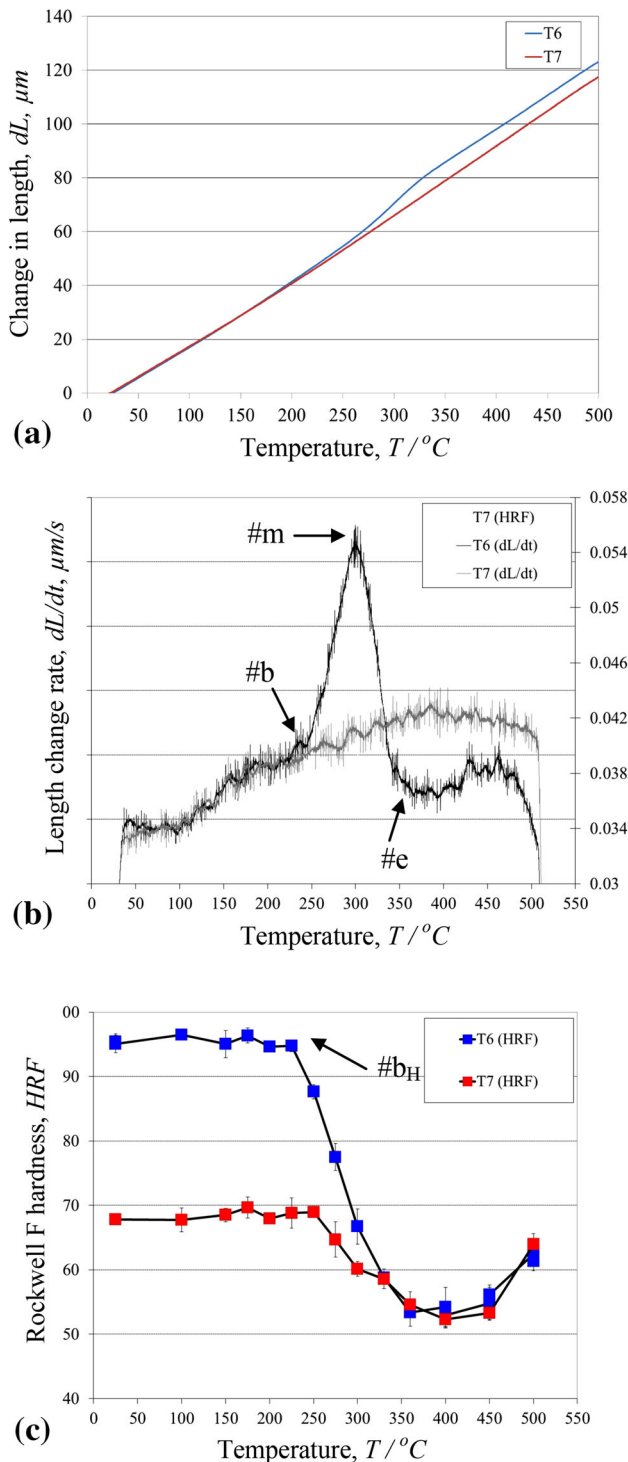 140
120
100
80
60
40
20
0
Change in length, dL, μm
T6
T7
0 50 100 150 200 250 300 350 400 450 500
Temperature, T / °C
(a)
Length change rate, dL/dt, μm/s
#m
#b
#e
T7 (HRF)
T6 (dL/dt)
T7 (dL/dt)
0.058
0.054
0.05
0.046
0.042
0.038
0.034
0.03
0 50 100 150 200 250 300 350 400 450 500 550
Temperature, T / °C
(b)
00
90
80
70
60
50
40
Rockwell F hardness, HRF
#bH
T6 (HRF)
T7 (HRF)
0 50 100 150 200 250 300 350 400 450 500 550
Temperature, T / °C
(c)